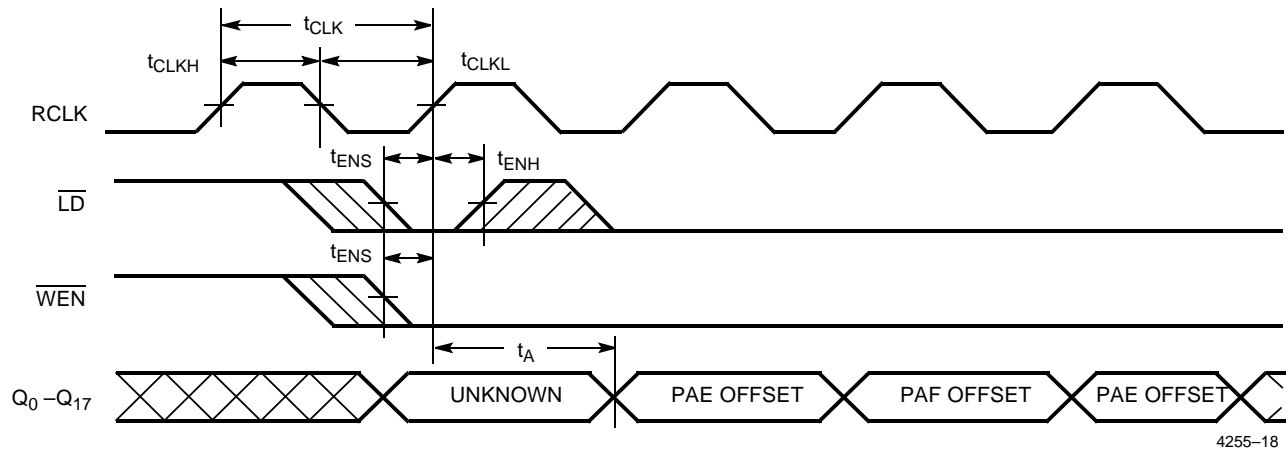 tCLK
tCLKH
tCLKL
RCLK
tENS
tENH
LD
tENS
WEN
tA
Q0 –Q17
UNKNOWN
PAE OFFSET
PAF OFFSET
PAE OFFSET
4255–18